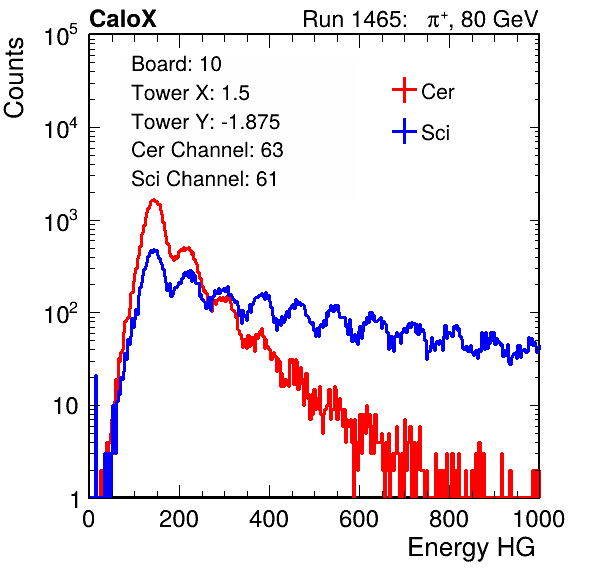 CaloX Run 1465: π⁺, 80 GeV
Counts
10⁵
10⁴
10³
10²
10
1
Board: 10
Tower X: 1.5
Tower Y: -1.875
Cer Channel: 63
Sci Channel: 61
Cer
Sci
0 200 400 600 800 1000
Energy HG